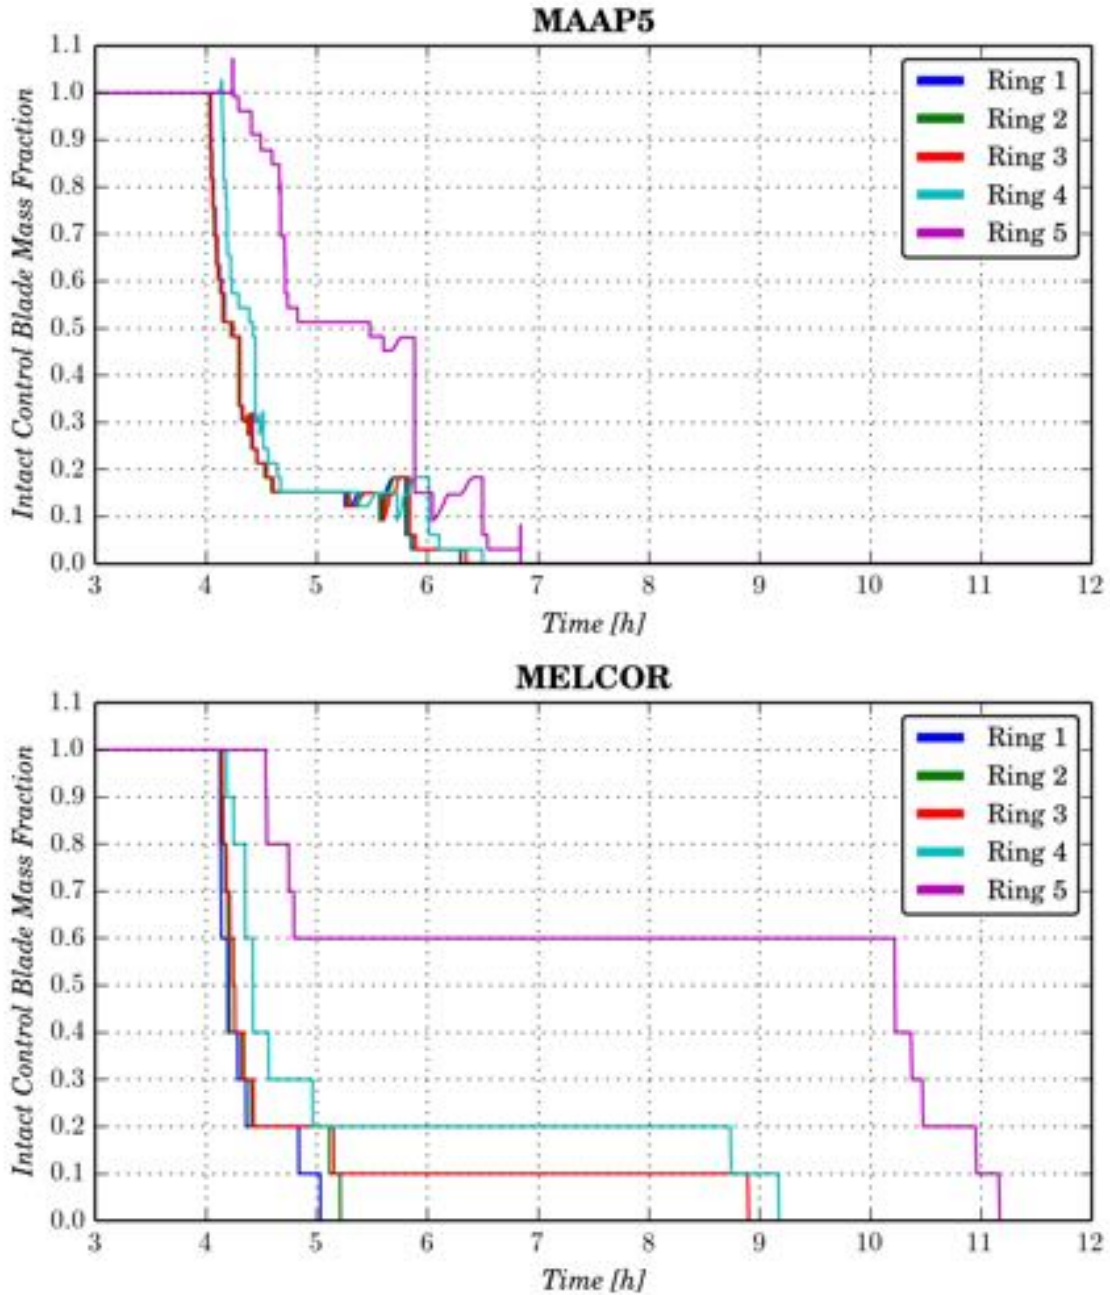 MAAP5
Intact Control Blade Mass Fraction
1.1
1.0
0.9
0.8
0.7
0.6
0.5
0.4
0.3
0.2
0.1
0.0
Ring 1
Ring 2
Ring 3
Ring 4
Ring 5
3 4 5 6 7 8 9 10 11 12
Time [h]
MELCOR
Intact Control Blade Mass Fraction
1.1
1.0
0.9
0.8
0.7
0.6
0.5
0.4
0.3
0.2
0.1
0.0
Ring 1
Ring 2
Ring 3
Ring 4
Ring 5
3 4 5 6 7 8 9 10 11 12
Time [h]